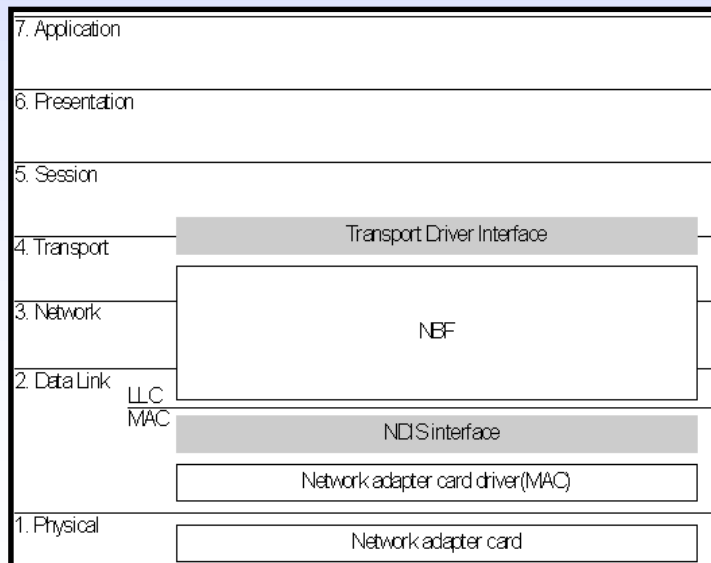 7. Application
6. Presentation
5. Session
Transport Driver Interface
4. Transport
3. Network
NBF
2. Data Link
LLC
MAC
NDIS interface
Network adapter card driver(MAC)
1. Physical
Network adapter card